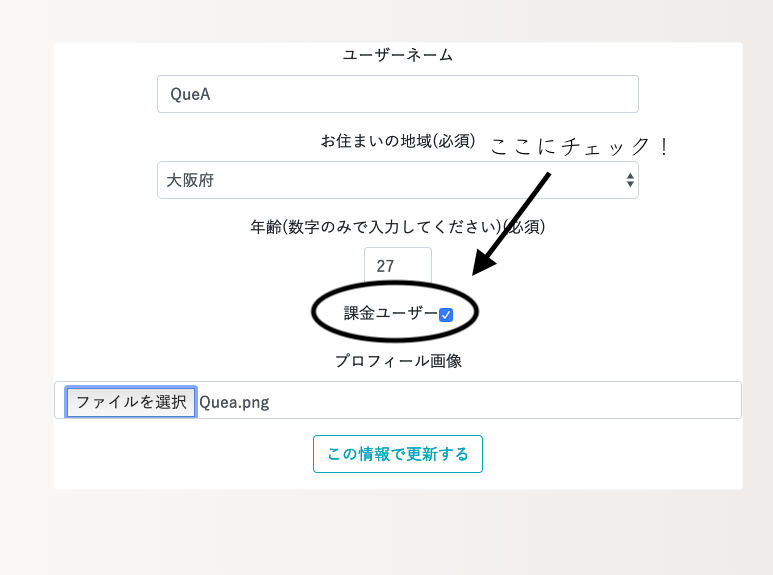 ユーザーネーム
QueA
お住まいの地域(必須)
ここにチェック！
大阪府
年齢(数字のみで入力してください)(必須)
27
課金ユーザー
プロフィール画像
ファイルを選択 Quea.png
この情報で更新する